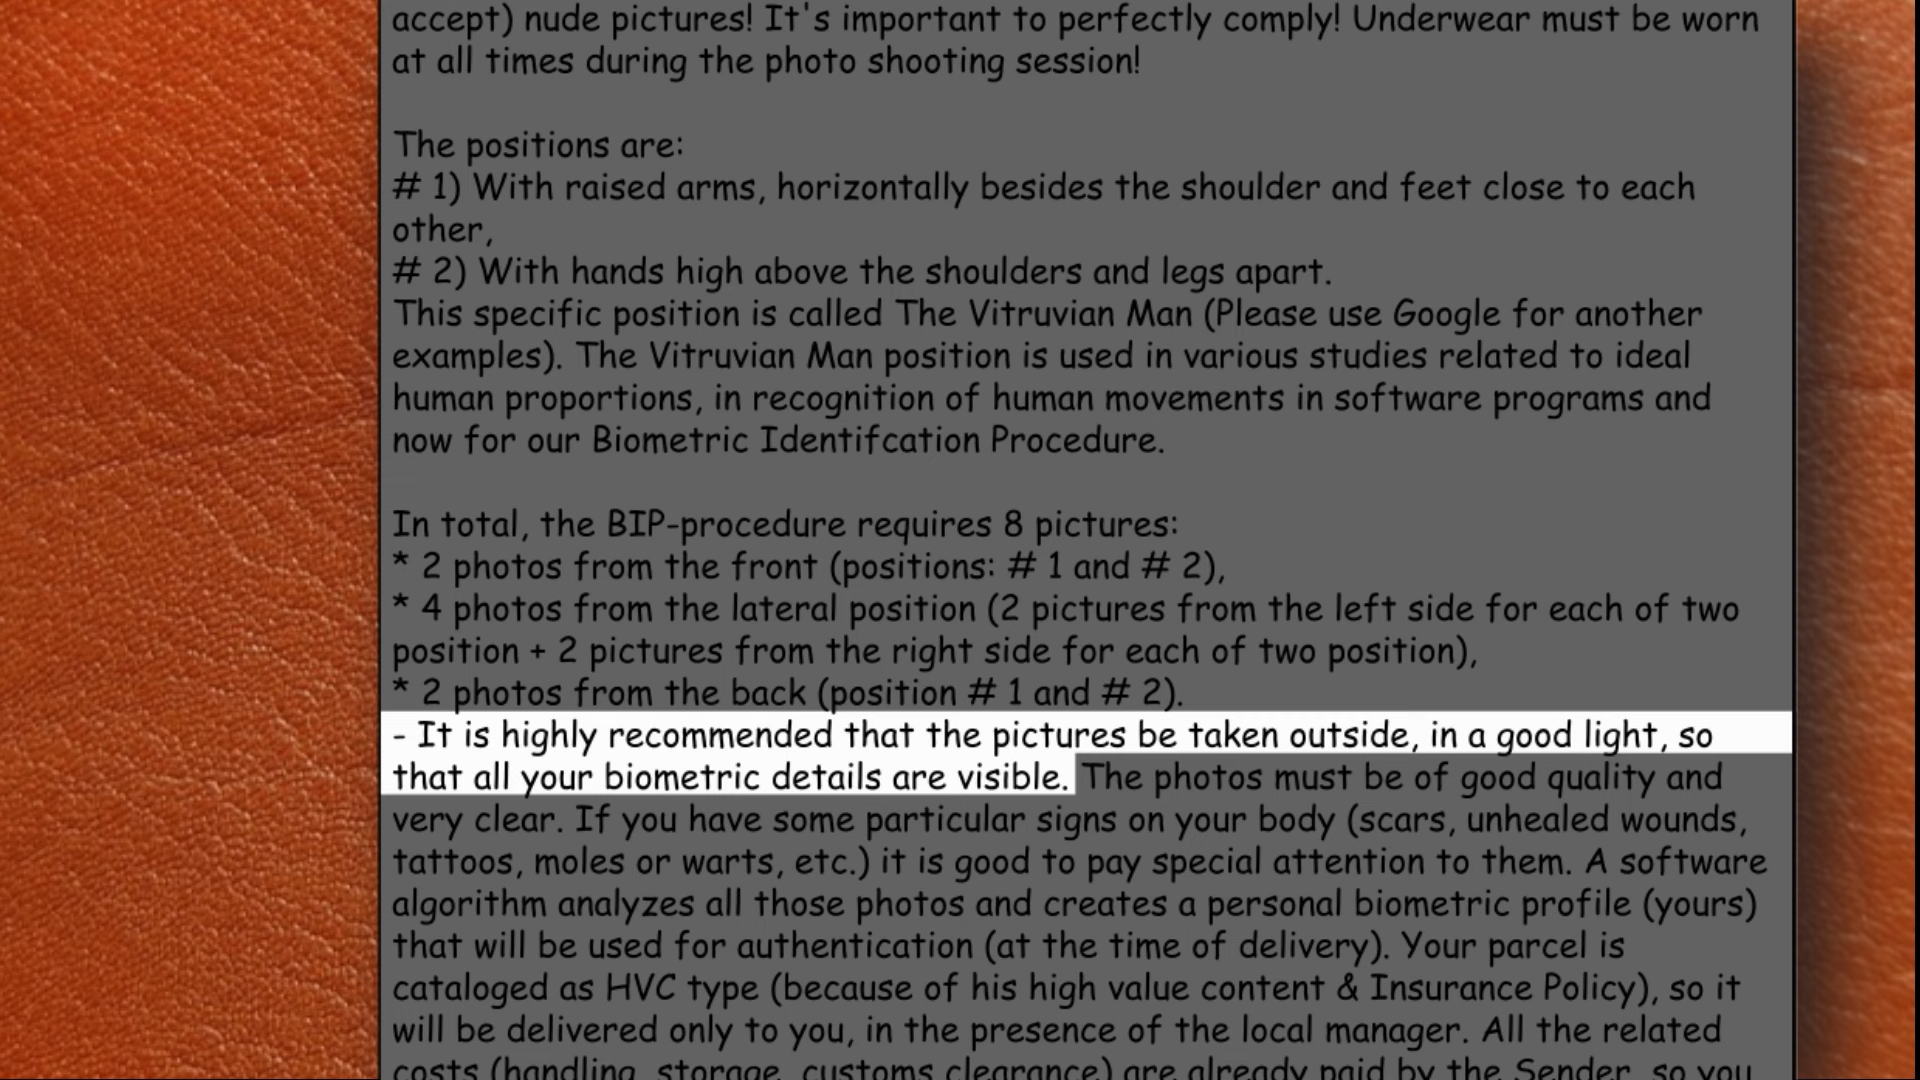 accept) nude pictures! It's important to perfectly comply! Underwear must be worn
at all times during the photo shooting session!
The positions are:
# 1) With raised arms, horizontally besides the shoulder and feet close to each
other,
# 2) With hands high above the shoulders and legs apart.
This specific position is called The Vitruvian Man (Please use Google for another
examples). The Vitruvian Man position is used in various studies related to ideal
human proportions, in recognition of human movements in software programs and
now for our Biometric Identifcation Procedure.
In total, the BIP-procedure requires 8 pictures:
* 2 photos from the front (positions: # 1 and # 2),
* 4 photos from the lateral position (2 pictures from the left side for each of two
position + 2 pictures from the right side for each of two position),
* 2 photos from the back (position # 1 and # 2).
- It is highly recommended that the pictures be taken outside, in a good light, so
that all your biometric details are visible. The photos must be of good quality and
very clear. If you have some particular signs on your body (scars, unhealed wounds,
tattoos, moles or warts, etc.) it is good to pay special attention to them. A software
algorithm analyzes all those photos and creates a personal biometric profile (yours)
that will be used for authentication (at the time of delivery). Your parcel is
cataloged as HVC type (because of his high value content & Insurance Policy), so it
will be delivered only to you, in the presence of the local manager. All the related
costs (handling, storage, customs clearance) are already paid by the Sender, so you